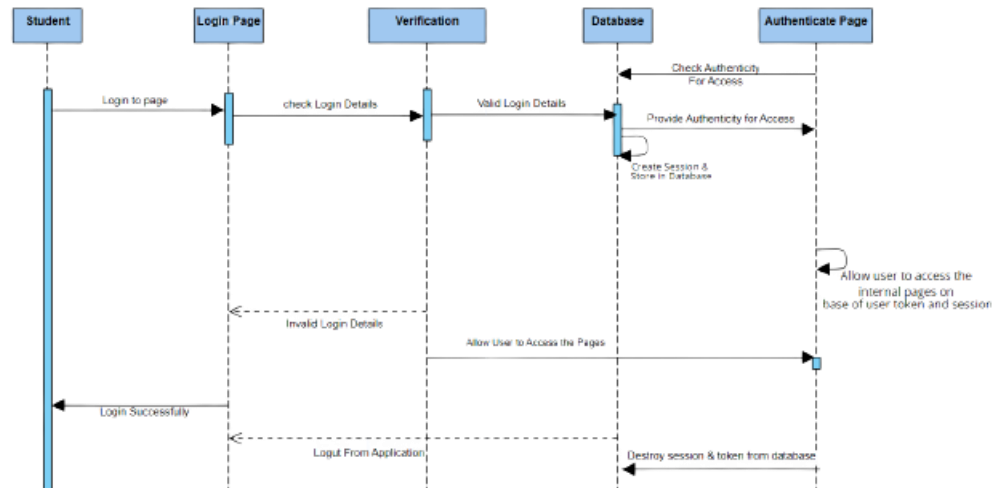 Student
Login Page
Verification
Database
Authenticate Page
Check Authenticity
For Access
Login to page
check Login Details
Valid Login Details
Provide Authenticity for Access
Create Session &
Store in Database
Allow user to access the
internal pages on
base of user token and session
Invalid Login Details
Allow User to Access the Pages
Login Successfully
Logut From Application
Destroy session & token from database